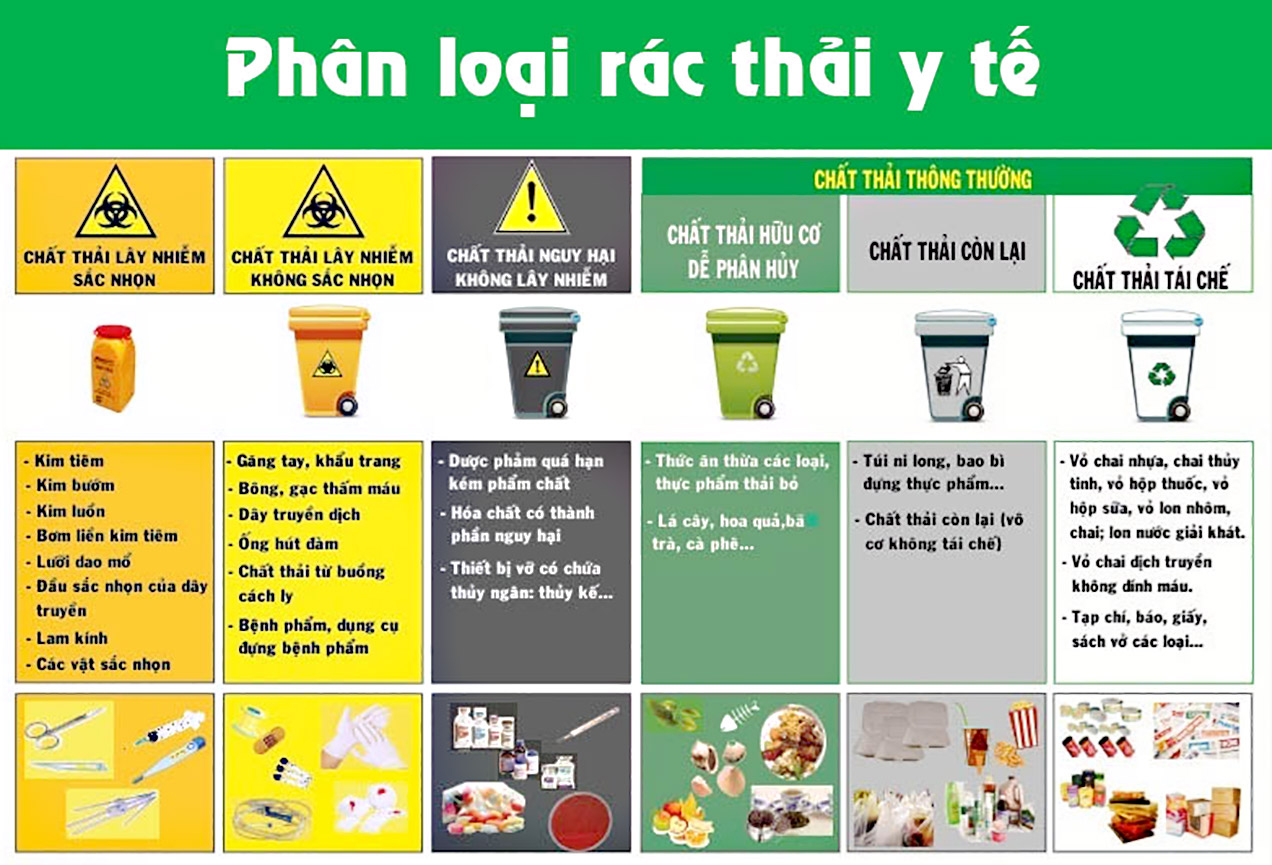 Phân loại rác thải y tế
CHẤT THẢI LÂY NHIỄM
SẮC NHỌN
CHẤT THẢI LÂY NHIỄM
KHÔNG SẮC NHỌN
CHẤT THẢI NGUY HẠI
KHÔNG LÂY NHIỄM
CHẤT THẢI THÔNG THƯỜNG
CHẤT THẢI HỮU CƠ
DỄ PHÂN HỦY
CHẤT THẢI CÒN LẠI
CHẤT THẢI TÁI CHẾ
- Kim tiêm
- Kim bướm
- Kim luồn
- Bơm liền kim tiêm
- Lưỡi dao mổ
- Đầu sắc nhọn của dây
truyền
- Lam kính
- Các vật sắc nhọn
- Găng tay, khẩu trang
- Bông, gạc thấm máu
- Dây truyền dịch
- Ống hút đàm
- Chất thải từ buồng
cách ly
- Bệnh phẩm, dụng cụ
đựng bệnh phẩm
- Dược phẩm quá hạn
kém phẩm chất
- Hóa chất có thành
phần nguy hại
- Thiết bị vỡ có chứa
thủy ngân: thủy kế...
- Thức ăn thừa các loại,
thực phẩm thải bỏ
- Lá cây, hoa quả,bã
trà, cà phê...
- Túi ni long, bao bì
đựng thực phẩm...
- Chất thải còn lại (vô
cơ không tái chế)
- Vỏ chai nhựa, chai thủy
tinh, vỏ hộp thuốc, vỏ
hộp sữa, vỏ lon nhôm,
chai; lon nước giải khát.
- Vỏ chai dịch truyền
không dính máu.
- Tạp chí, báo, giấy,
sách vở các loại...